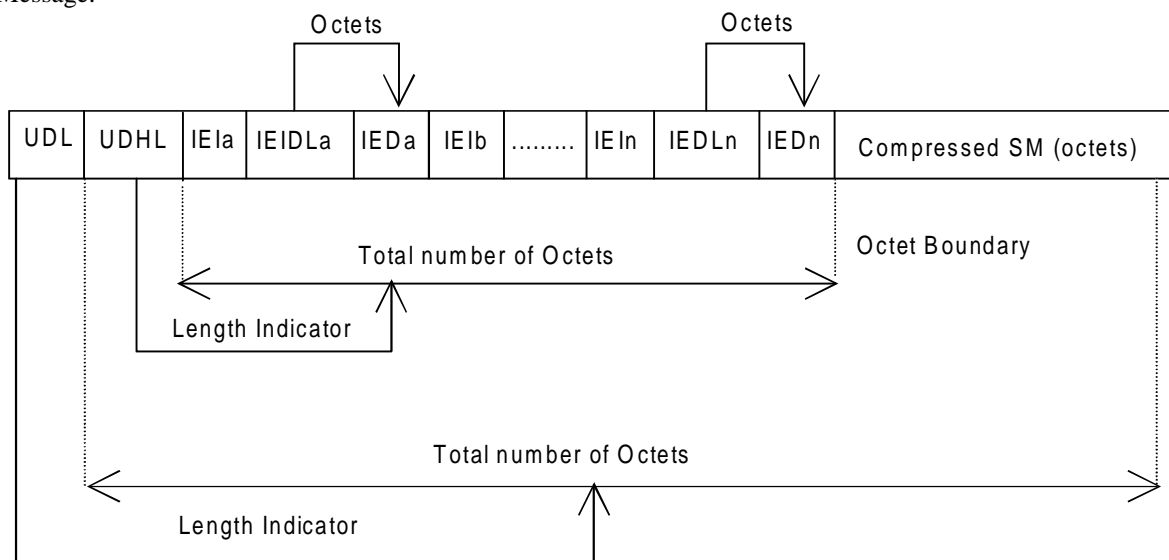 Message.
Octets Octets
UDL UDHL IEIa IEIDLa IEDa IEIb ......... IEIn IEDLn IEDn Compressed SM (octets)
Total number of Octets Octet Boundary
Length Indicator
Total number of Octets
Length Indicator